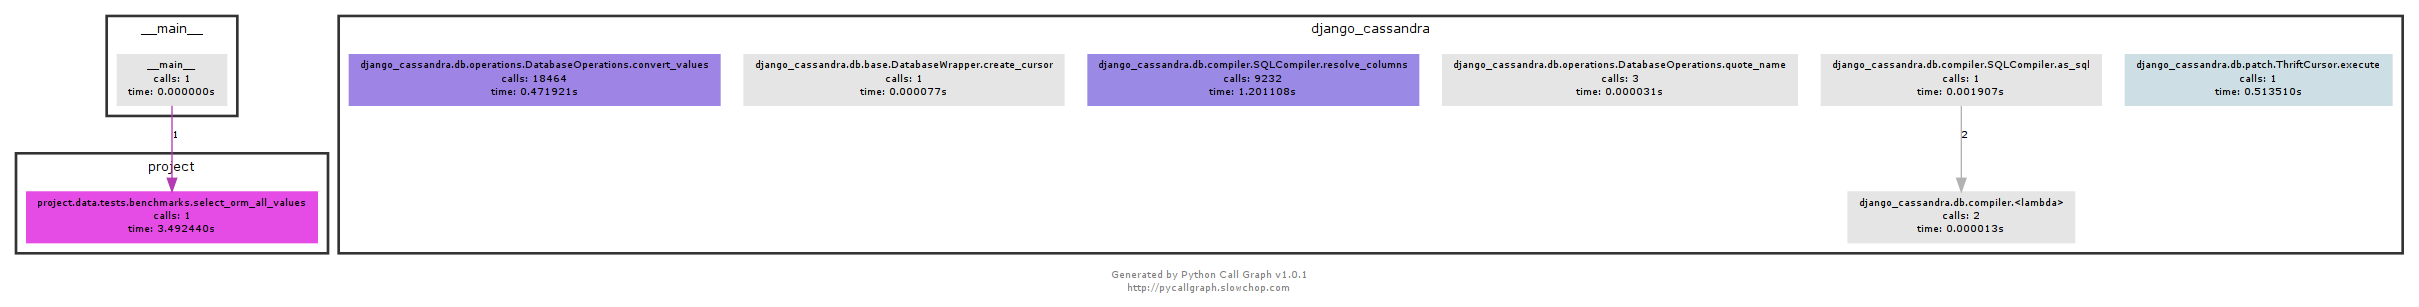 __main__
__main__
calls: 1
time: 0.000000s
1
project
project.data.tests.benchmarks.select_orm_all_values
calls: 1
time: 3.492440s
django_cassandra
django_cassandra.db.operations.DatabaseOperations.convert_values
calls: 18464
time: 0.471921s
django_cassandra.db.base.DatabaseWrapper.create_cursor
calls: 1
time: 0.000077s
django_cassandra.db.compiler.SQLCompiler.resolve_columns
calls: 9232
time: 1.201108s
django_cassandra.db.operations.DatabaseOperations.quote_name
calls: 3
time: 0.000031s
django_cassandra.db.compiler.SQLCompiler.as_sql
calls: 1
time: 0.001907s
django_cassandra.db.patch.ThriftCursor.execute
calls: 1
time: 0.513510s
2
django_cassandra.db.compiler.<lambda>
calls: 2
time: 0.000013s
Generated by Python Call Graph v1.0.1
http://pycallgraph.slowchop.com